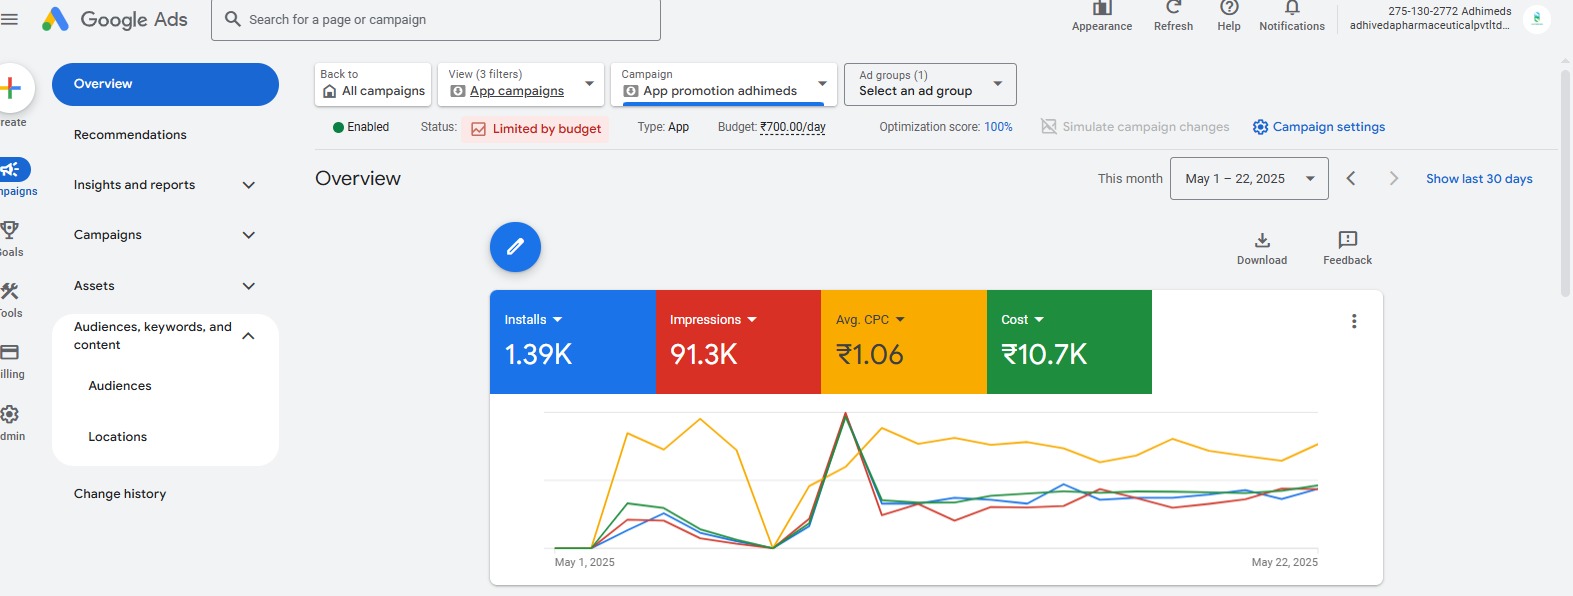 Google Ads
Search for a page or campaign
Appearance
Refresh
Help
Notifications
275-130-2772 Adhimeds
adhivedapharmaceuticalpvtltd...
reate
mpaigns
Goals
Tools
illing
dmin
Overview
Recommendations
Insights and reports
Campaigns
Assets
Audiences, keywords, and
content
Audiences
Locations
Change history
Back to
All campaigns
View (3 filters)
App campaigns
Campaign
App promotion adhimeds
Ad groups (1)
Select an ad group
Enabled
Status: Limited by budget
Type: App
Budget: ₹700.00/day
Optimization score: 100%
Simulate campaign changes
Campaign settings
Overview
This month
May 1 – 22, 2025
Show last 30 days
Download
Feedback
Installs
1.39K
Impressions
91.3K
Avg. CPC
₹1.06
Cost
₹10.7K
May 1, 2025
May 22, 2025